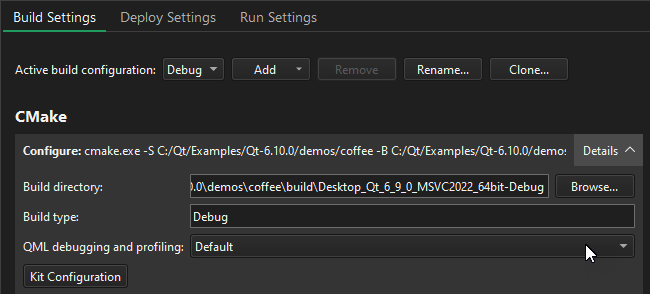 Build Settings Deploy Settings Run Settings
Active build configuration: Debug Add Remove Rename... Clone...
CMake
Configure: cmake.exe -S C:/Qt/Examples/Qt-6.10.0/demos/coffee -B C:/Qt/Examples/Qt-6.10.0/demos Details
Build directory: 0.0\demos\coffee\build\Desktop_Qt_6_9_0_MSVC2022_64bit-Debug Browse...
Build type: Debug
QML debugging and profiling: Default
Kit Configuration